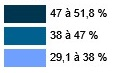 47 à 51,8 %
38 à 47 %
29,1 à 38 %